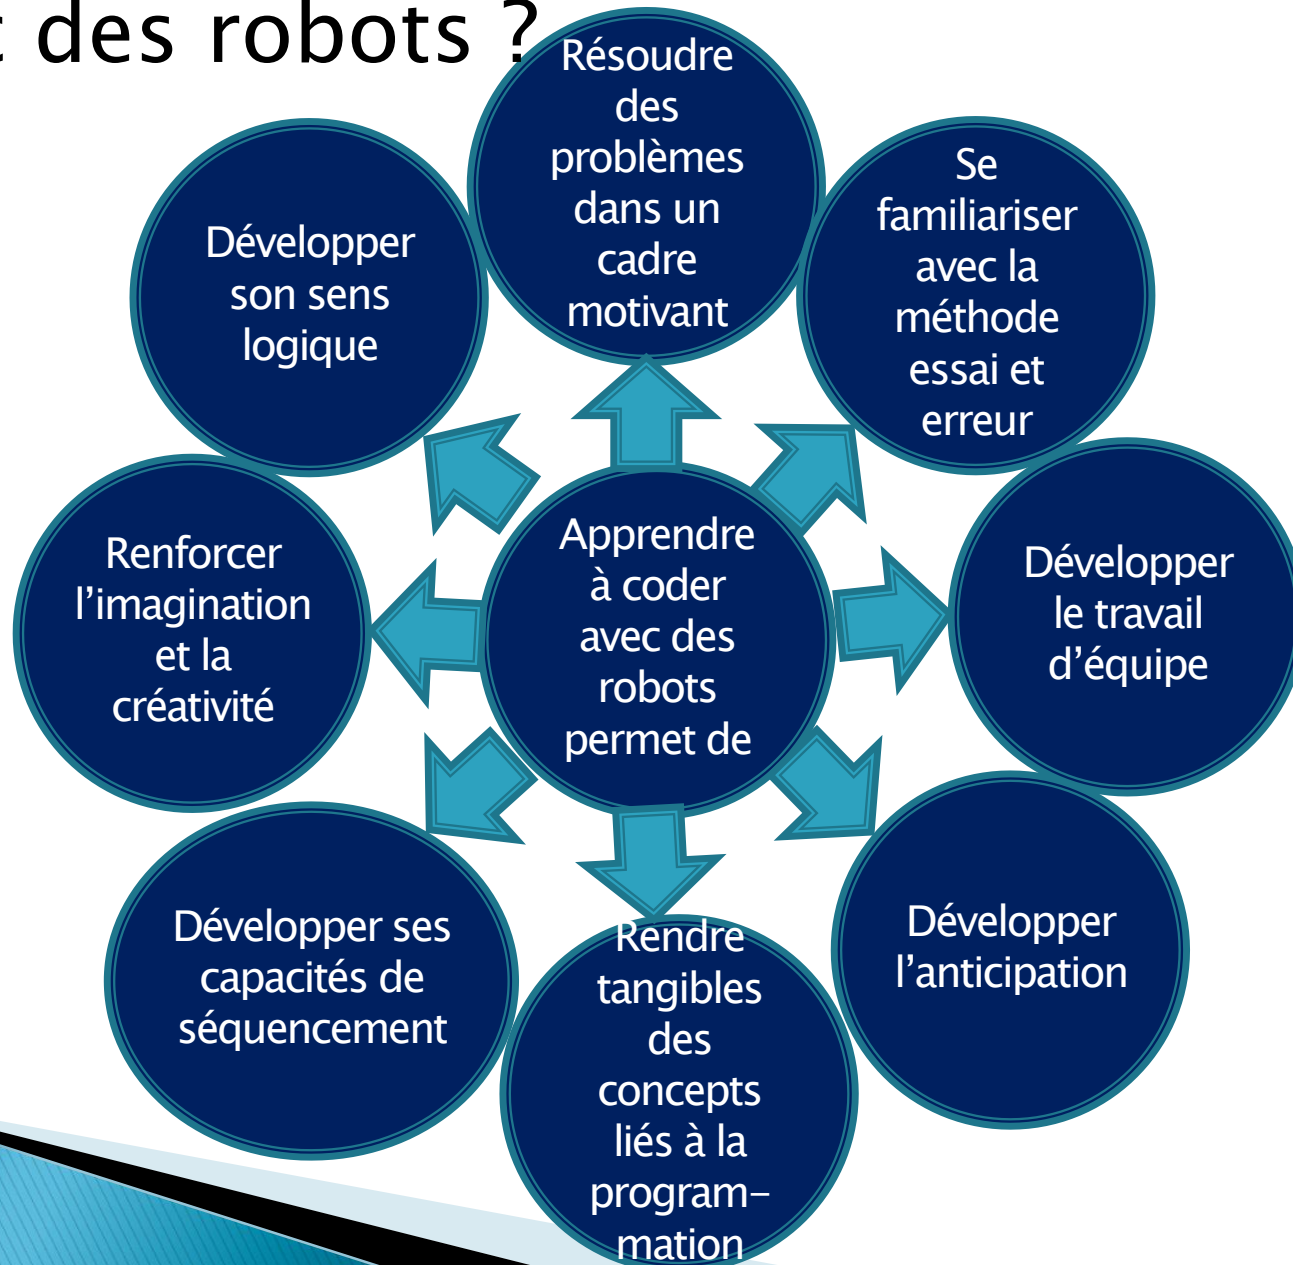 des robots ?
Résoudre
des
problèmes
dans un
cadre
motivant
Se
familiariser
avec la
méthode
essai et
erreur
Développer
le travail
d’équipe
Développer
l’anticipation
Rendre
tangibles
des
concepts
liés à la
program–
mation
Développer ses
capacités de
séquencement
Renforcer
l’imagination
et la
créativité
Développer
son sens
logique
Apprendre
à coder
avec des
robots
permet de